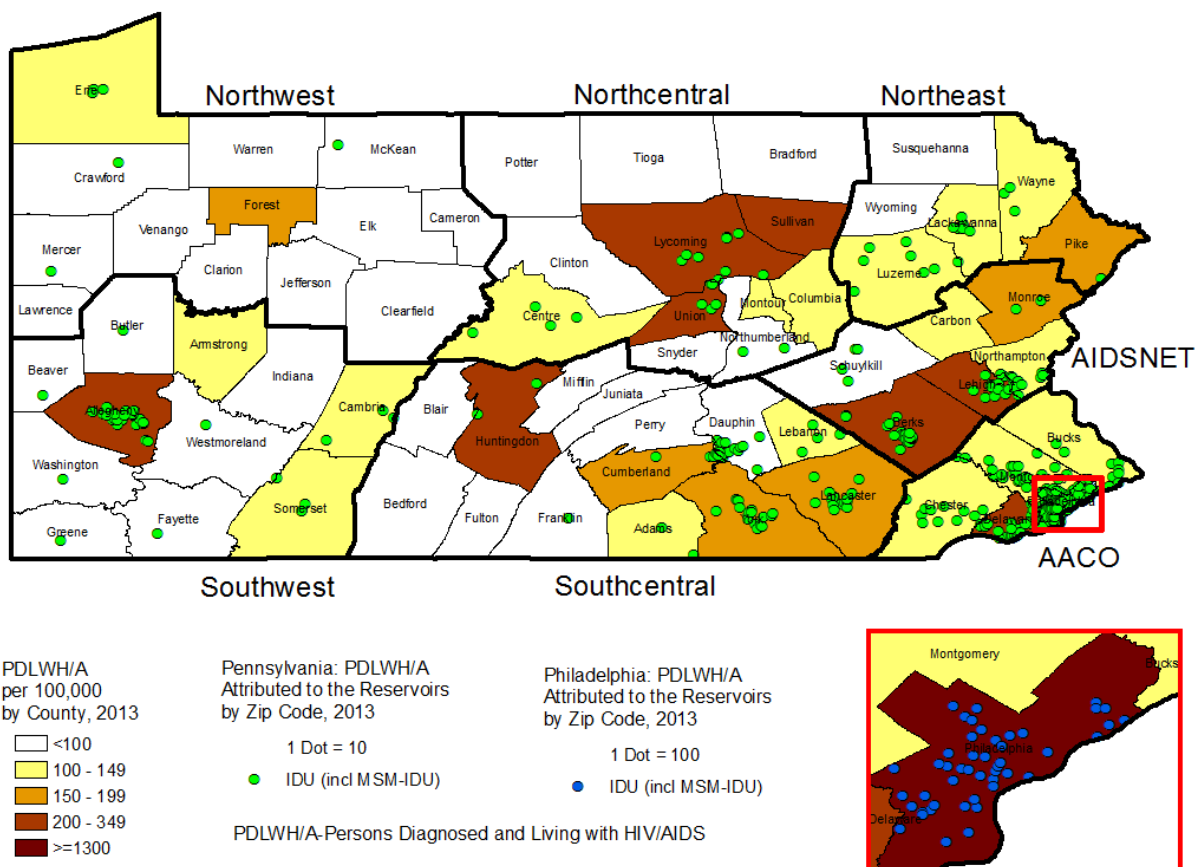 Northwest
Northcentral
Northeast
Erie
Warren
McKean
Potter
Tioga
Bradford
Susquehanna
Wayne
Crawford
Forest
Elk
Cameron
Sullivan
Wyoming
Lackawanna
Venango
Mercer
Clarion
Jefferson
Clinton
Lycoming
Luzerne
Pike
Lawrence
Clearfield
Centre
Union
Montour
Columbia
Monroe
Carbon
Butler
Armstrong
Indiana
Snyder
Northumberland
Schuylkill
Northampton
AIDSNET
Beaver
Allegheny
Cambria
Blair
Mifflin
Juniata
Lehigh
Westmoreland
Huntingdon
Perry
Dauphin
Lebanon
Berks
Bucks
Washington
Cumberland
Lancaster
Chester
Somerset
Bedford
Fulton
Franklin
Adams
York
Greene
Fayette
AACO
Southwest
Southcentral
PDLWH/A
per 100,000
by County, 2013
<100
100 - 149
150 - 199
200 - 349
>=1300
Pennsylvania: PDLWH/A
Attributed to the Reservoirs
by Zip Code, 2013
1 Dot = 10
IDU (incl MSM-IDU)
Philadelphia: PDLWH/A
Attributed to the Reservoirs
by Zip Code, 2013
1 Dot = 100
IDU (incl MSM-IDU)
PDLWH/A-Persons Diagnosed and Living with HIV/AIDS
Montgomery
Bucks
Philadelphia
Delaware